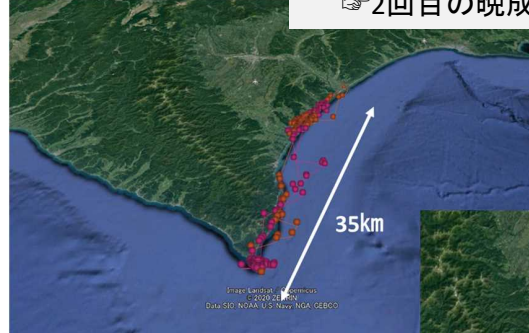 ☞2回目の晩成
35km
Image Landsat / Copernicus
© 2020 ZENRIN
Data SIO, NOAA, U.S. Navy, NGA, GEBCO